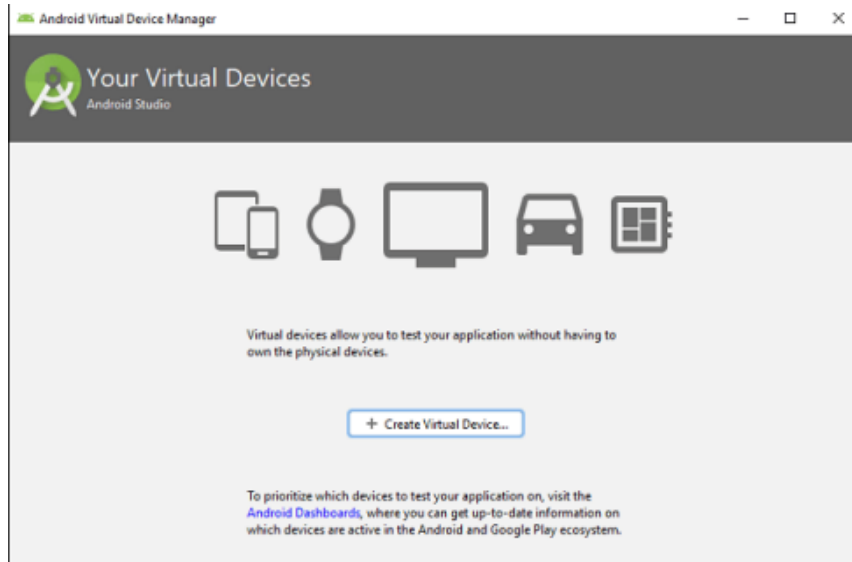 Android Virtual Device Manager
Your Virtual Devices
Android Studio
Virtual devices allow you to test your application without having to
own the physical devices.
+ Create Virtual Device...
To prioritize which devices to test your application on, visit the
Android Dashboards, where you can get up-to-date information on
which devices are active in the Android and Google Play ecosystem.